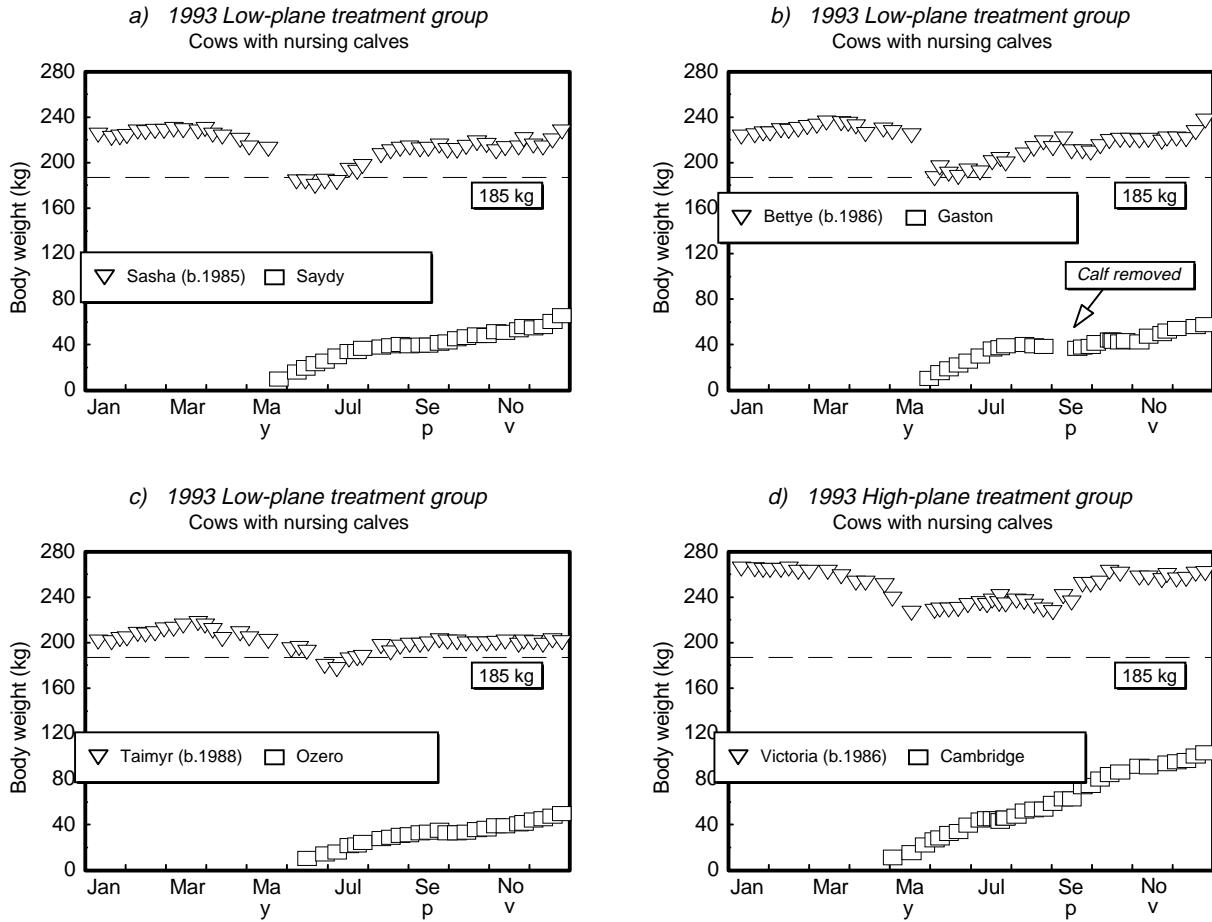 a) 1993 Low-plane treatment group
Cows with nursing calves
Body weight (kg)
280
240
200
160
120
80
40
0
185 kg
Sasha (b.1985) Saydy
Jan Mar Ma Jul Se No
y p v
b) 1993 Low-plane treatment group
Cows with nursing calves
Body weight (kg)
280
240
200
160
120
80
40
0
185 kg
Bettye (b.1986) Gaston
Calf removed
Jan Mar Ma Jul Se No
y p v
c) 1993 Low-plane treatment group
Cows with nursing calves
Body weight (kg)
280
240
200
160
120
80
40
0
185 kg
Taimyr (b.1988) Ozero
Jan Mar Ma Jul Se No
y p v
d) 1993 High-plane treatment group
Cows with nursing calves
Body weight (kg)
280
240
200
160
120
80
40
0
185 kg
Victoria (b.1986) Cambridge
Jan Mar Ma Jul Se No
y p v